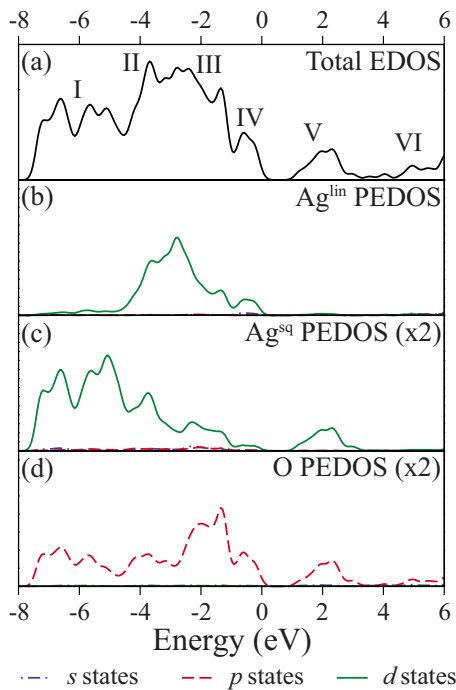 -8 -6 -4 -2 0 2 4 6
(a) Total EDOS
I II III IV V VI
(b) Ag^lin PEDOS
(c) Ag^sq PEDOS (x2)
(d) O PEDOS (x2)
-8 -6 -4 -2 0 2 4 6
Energy (eV)
s states p states d states